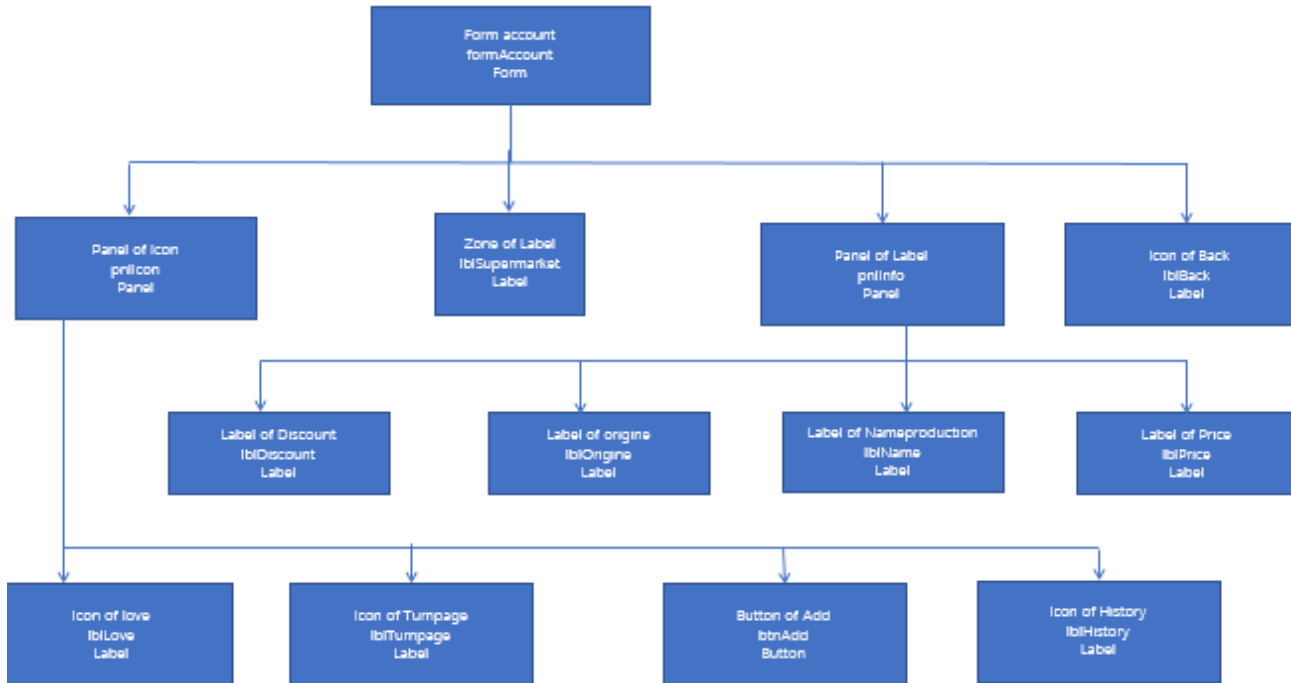 Form account
formAccount
Form
Panel of Icon
pnlIcon
Panel
Zone of Label
lblSupermarket
Label
Panel of Label
pnlInfo
Panel
Icon of Back
lblBack
Label
Label of Discount
lblDiscount
Label
Label of origine
lblOrigine
Label
Label of Nameproduction
lblName
Label
Label of Price
lblPrice
Label
Icon of love
lblLove
Label
Icon of Turnpage
lblTurnpage
Label
Button of Add
btnAdd
Button
Icon of History
lblHistory
Label